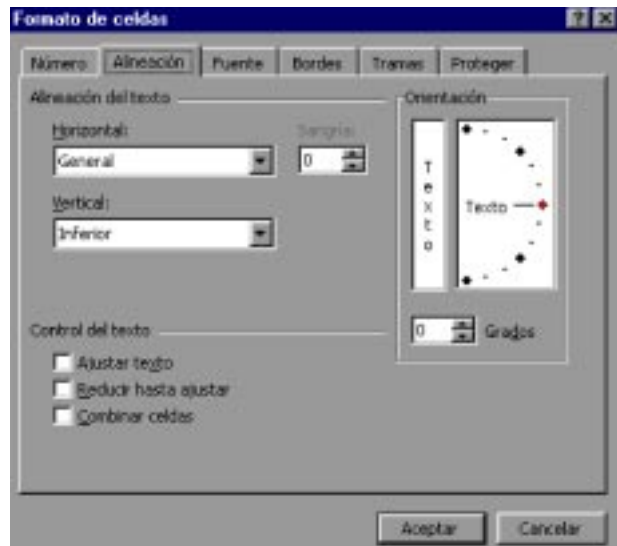 Formato de celdas
Número Alineación Fuente Bordes Tramas Proteger
Alineación del texto
Horizontal:
Sangría:
General
0
Vertical:
Inferior
Orientación
T
e
x
t
o
Texto
0 Grados
Control del texto
Ajustar texto
Reducir hasta ajustar
Combinar celdas
Aceptar Cancelar